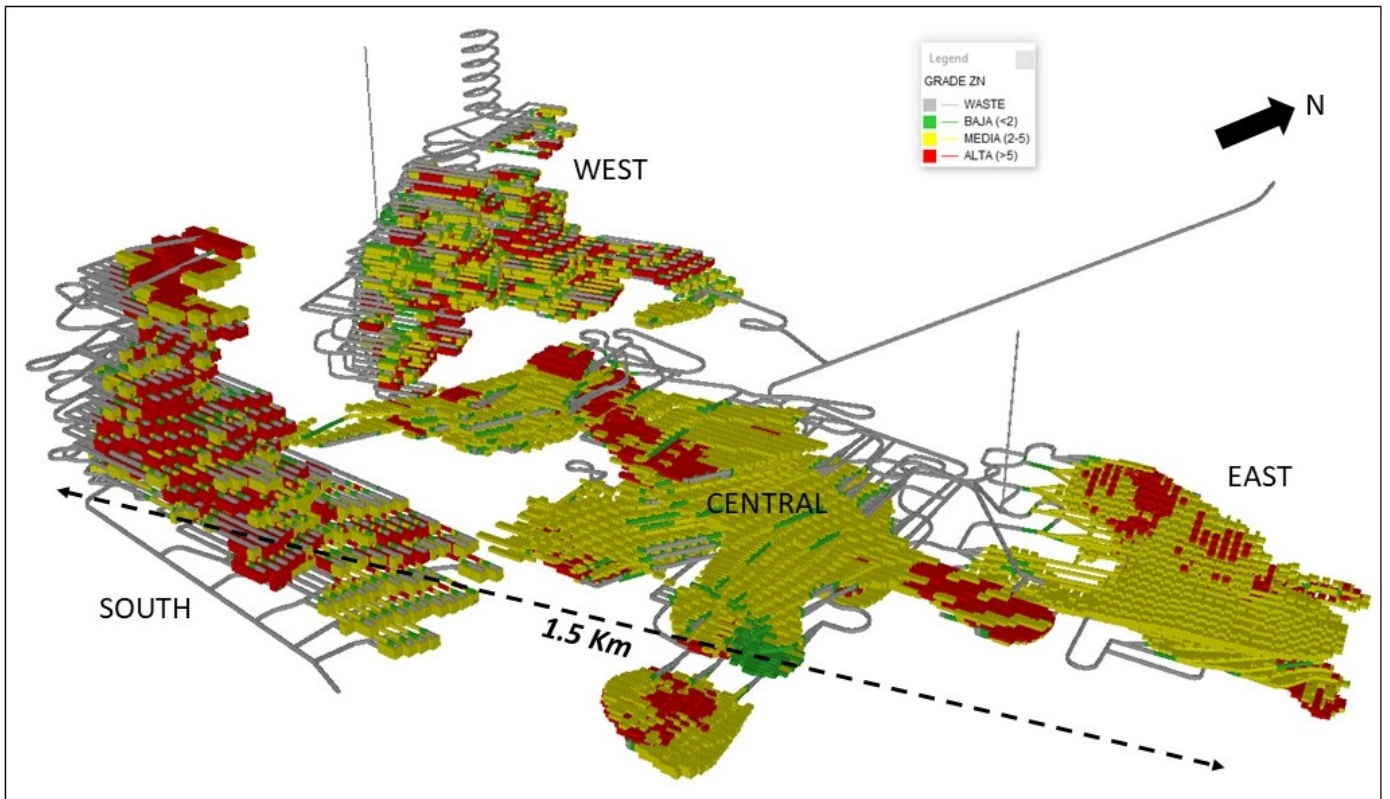 Legend
GRADE ZN
WASTE
BAJA (<2)
MEDIA (2-5)
ALTA (>5)
N
WEST
CENTRAL
EAST
SOUTH
1.5 Km